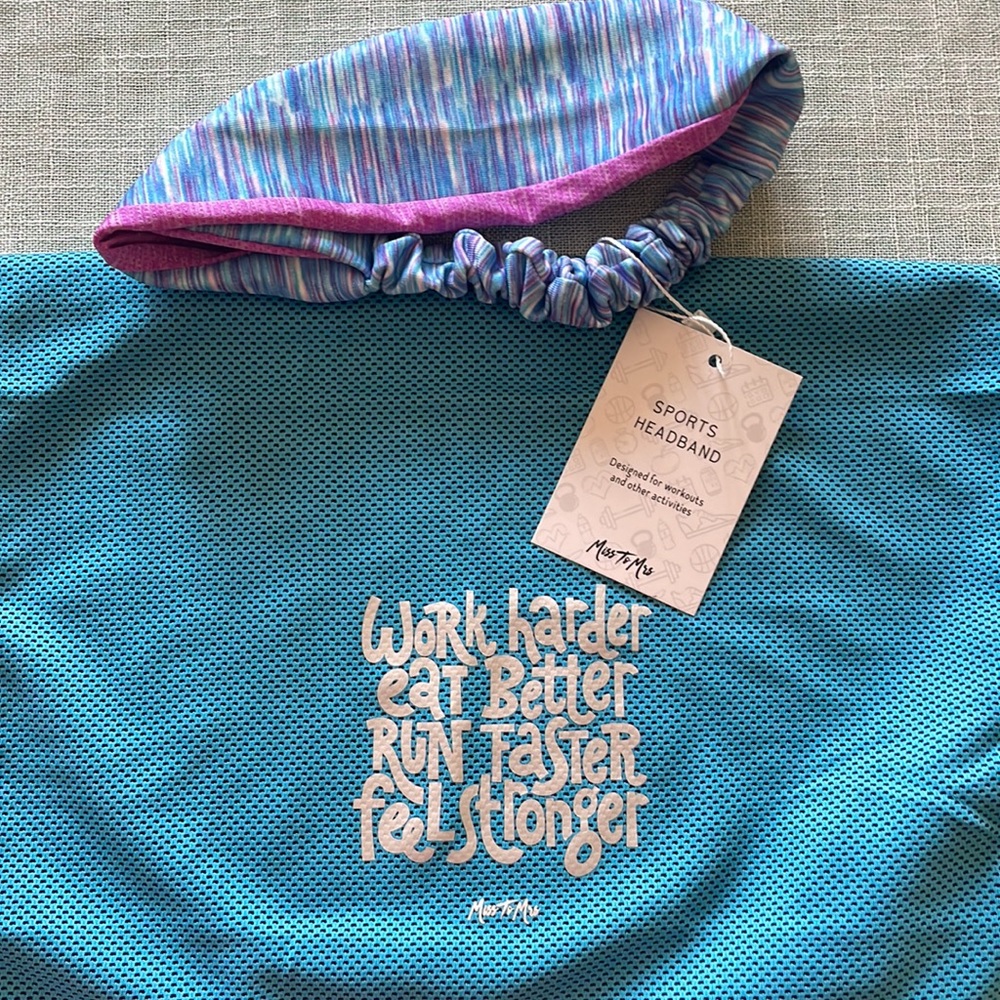 SPORTS
HEADBAND
Designed for workouts
and other activities
Miss To Mrs
WoRk harder
eaT BeTTer
RUN FaSTeR
feeL stronger
Miss To Mrs